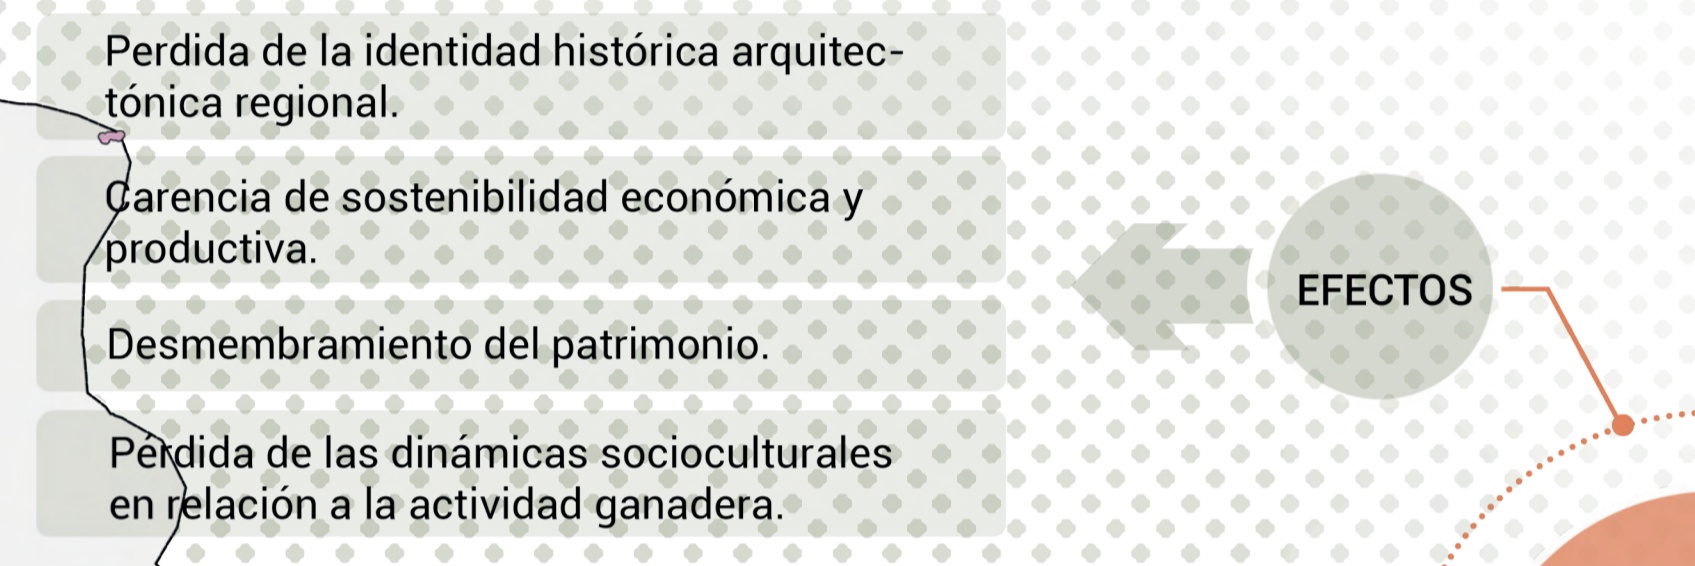 Perdida de la identidad histórica arquitec-
tónica regional.
Carencia de sostenibilidad económica y
productiva.
Desmembramiento del patrimonio.
Pérdida de las dinámicas socioculturales
en relación a la actividad ganadera.
EFECTOS